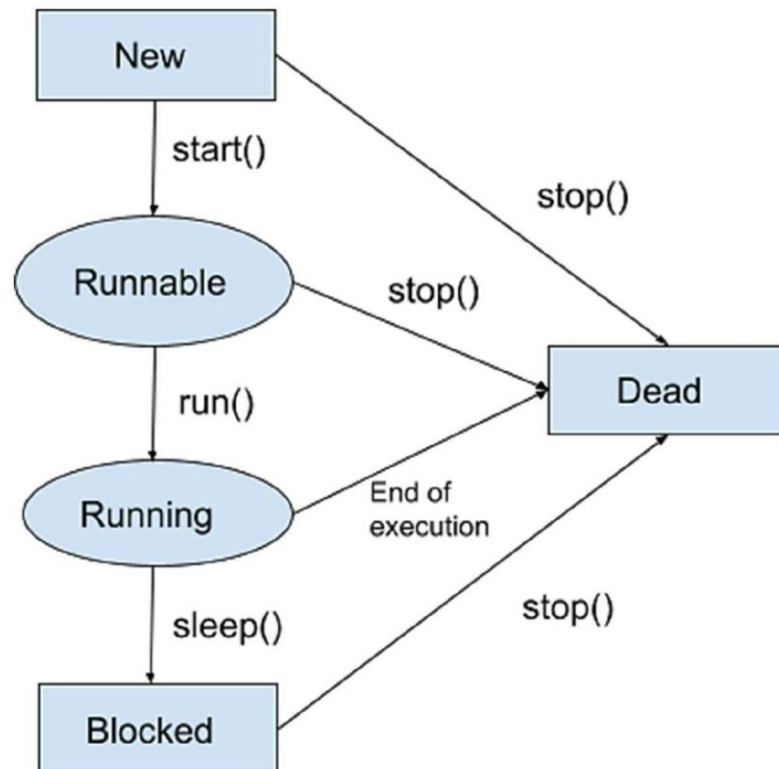 New
start()
stop()
Runnable
stop()
Dead
run()
Running
End of
execution
sleep()
stop()
Blocked